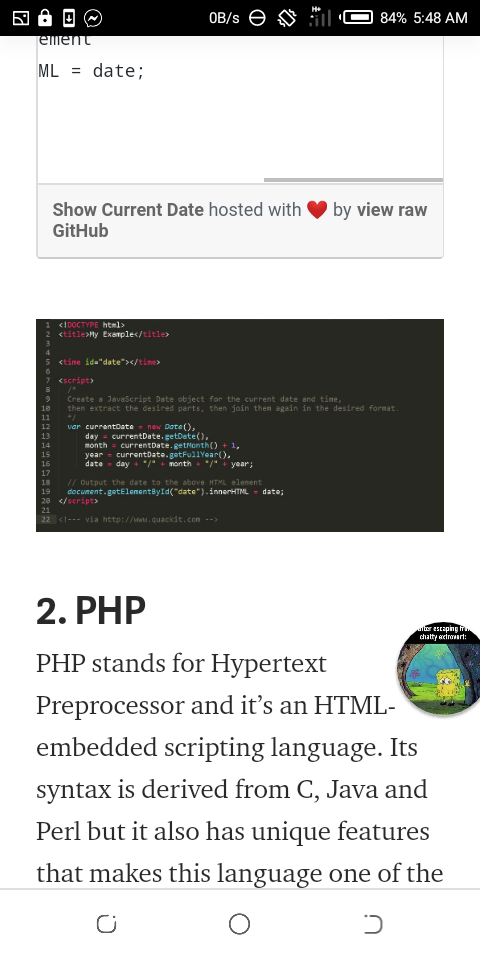 0B/s H+ 84% 5:48 AM
ement
ML = date;
Show Current Date hosted with ❤ by view raw
GitHub
1 <!DOCTYPE html>
2 <title>My Example</title>
3
4
5 <time id="date"></time>
6
7 <script>
8 /*
9 Create a JavaScript Date object for the current date and time,
10 then extract the desired parts, then join them again in the desired format.
11 */
12 var currentDate = new Date(),
13 day = currentDate.getDate(),
14 month = currentDate.getMonth() + 1,
15 year = currentDate.getFullYear(),
16 date = day + "/" + month + "/" + year;
17
18 // Output the date to the above HTML element
19 document.getElementById("date").innerHTML = date;
20 </script>
21
22 <!--- via http://www.quackit.com -->
2. PHP
PHP stands for Hypertext
escaping
chatty extrovert:
Preprocessor and it’s an HTML-
embedded scripting language. Its
syntax is derived from C, Java and
Perl but it also has unique features
that makes this language one of the